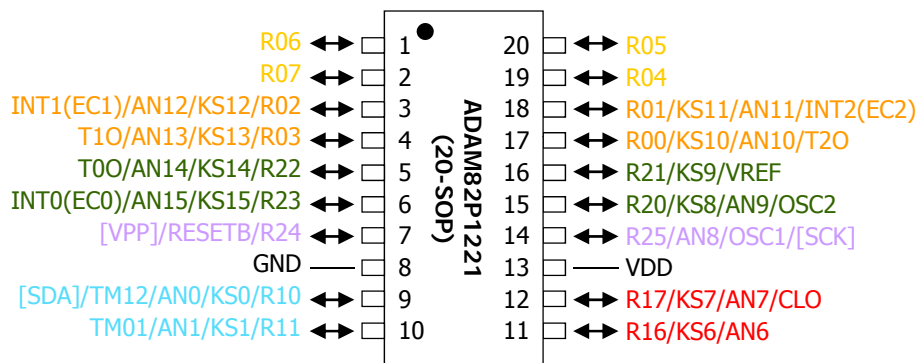 R06 1 20 R05
R07 2 19 R04
INT1(EC1)/AN12/KS12/R02 3 18 R01/KS11/AN11/INT2(EC2)
T1O/AN13/KS13/R03 4 17 R00/KS10/AN10/T2O
T0O/AN14/KS14/R22 5 16 R21/KS9/VREF
INT0(EC0)/AN15/KS15/R23 6 15 R20/KS8/AN9/OSC2
[VPP]/RESETB/R24 7 14 R25/AN8/OSC1/[SCK]
GND 8 13 VDD
[SDA]/TM12/AN0/KS0/R10 9 12 R17/KS7/AN7/CLO
TM01/AN1/KS1/R11 10 11 R16/KS6/AN6
ADAM82P1221
(20-SOP)